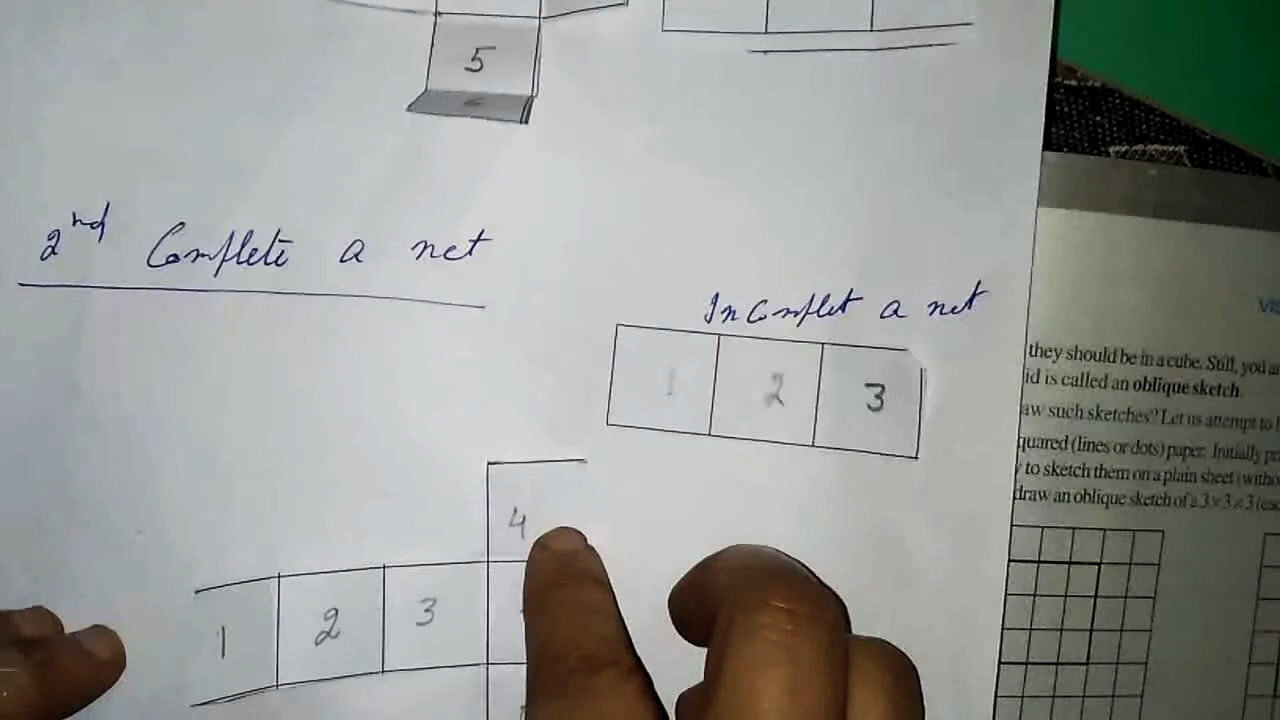 5
2nd Complete a net
InComplet a net
1 2 3
4
1 2 3
they should be in a cube. Still, you
id is called an oblique sketch.
aw such sketches? Let us attempt to
quared (lines or dots) paper. Initially
to sketch them on a plain sheet (witho
draw an oblique sketch of a 3×3×3 (ea